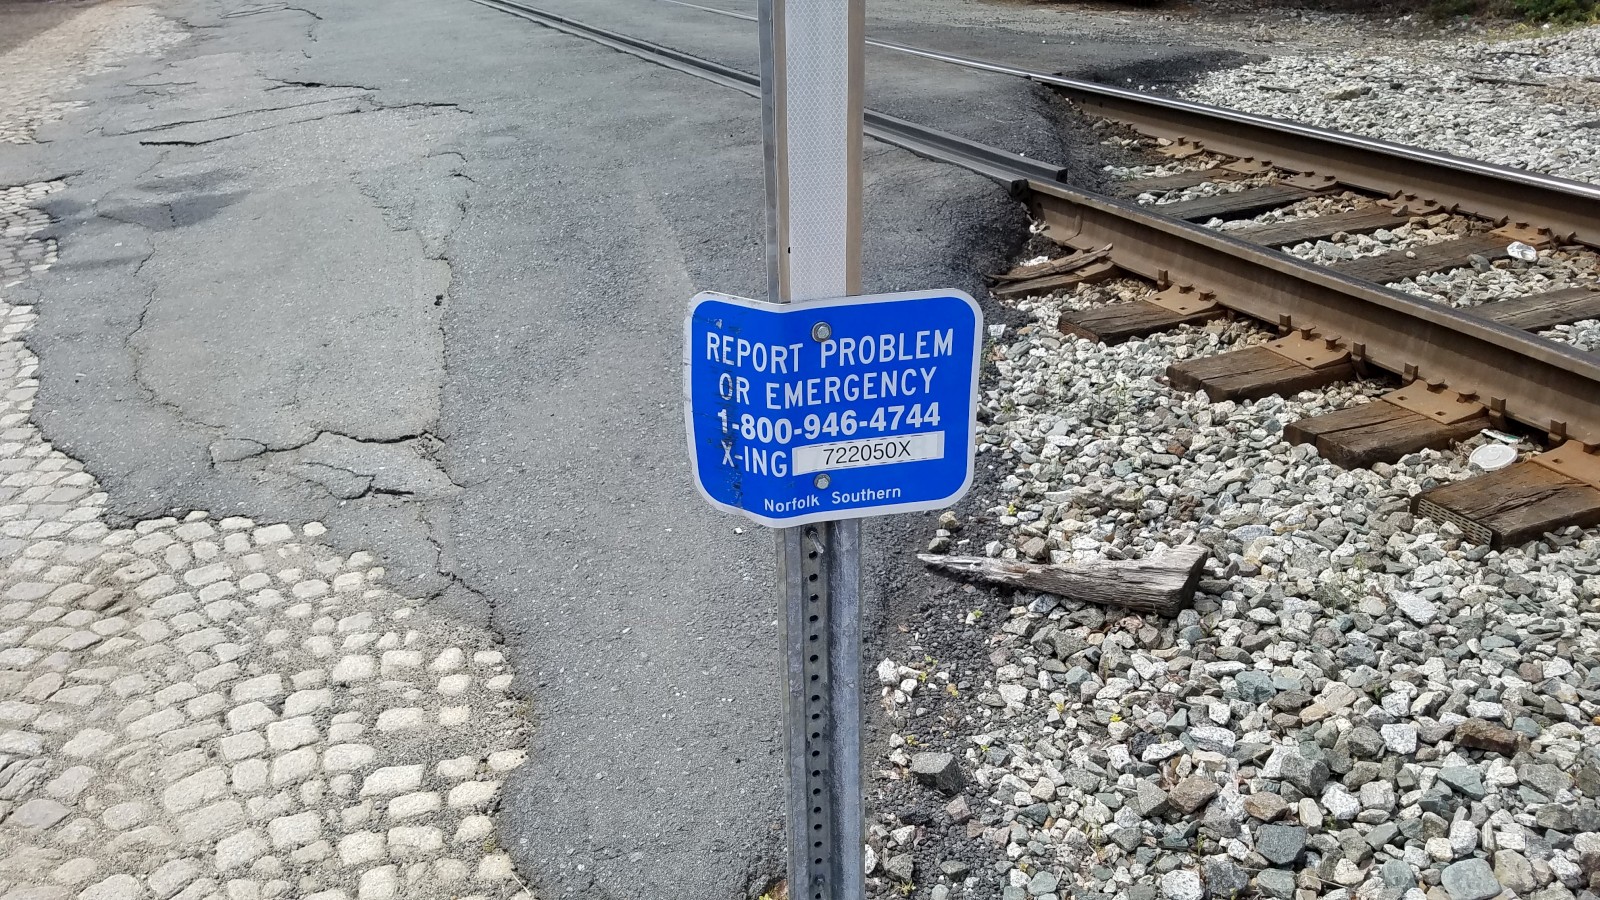 REPORT PROBLEM
OR EMERGENCY
1-800-946-4744
X-ING 722050X
Norfolk Southern